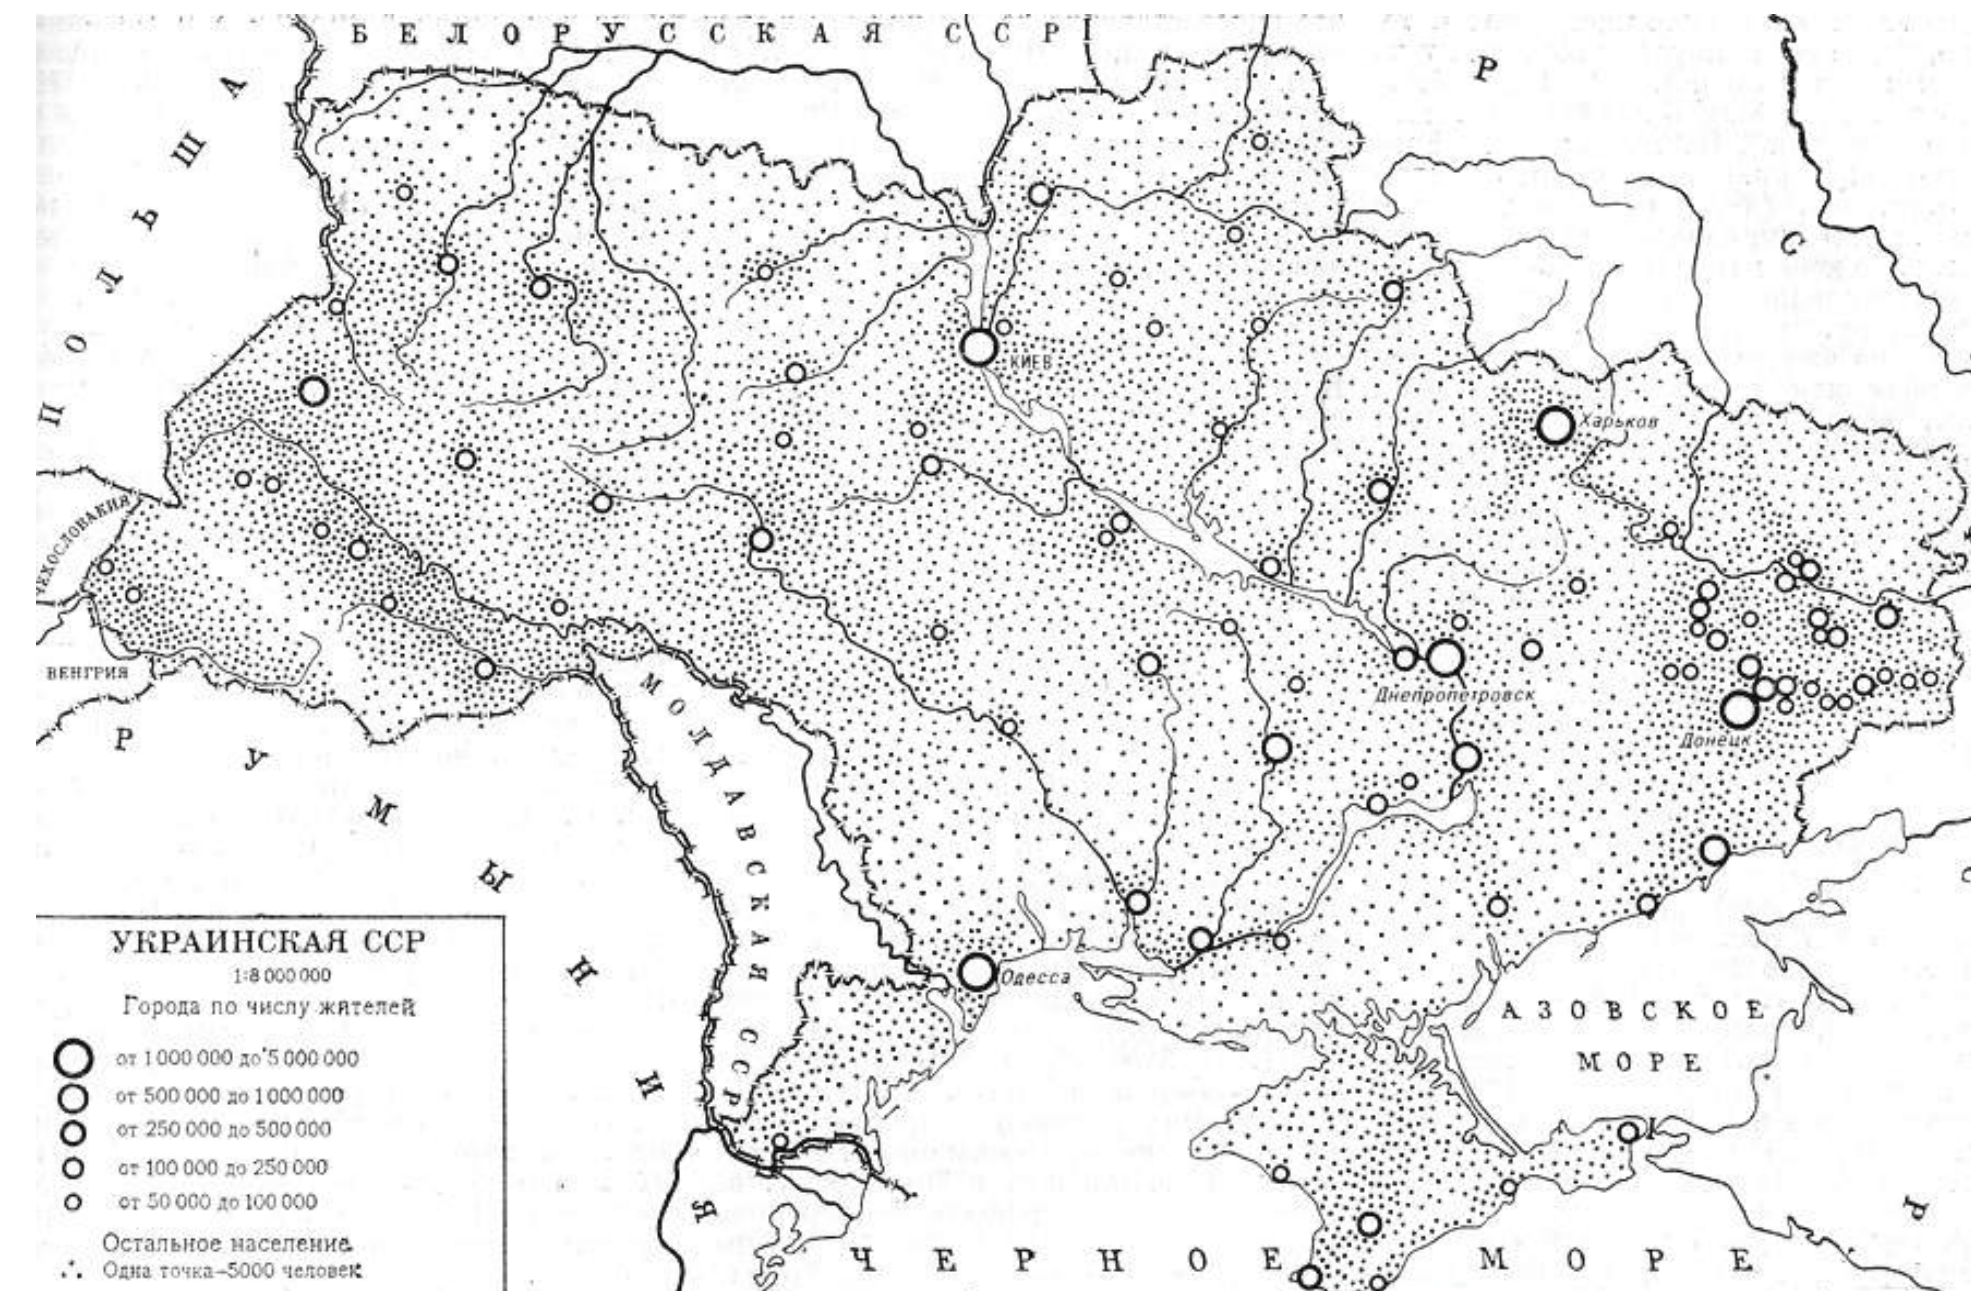 БЕЛОРУССКАЯ ССР
Р
С
ПОЛЬША
КИЕВ
Харьков
ЧЕХОСЛОВАКИЯ
ВЕНГРИЯ
РУМЫНИЯ
МОЛДАВСКАЯ ССР
Днепропетровск
Донецк
Одесса
АЗОВСКОЕ
МОРЕ
ЧЕРНОЕ МОРЕ
Р
УКРАИНСКАЯ ССР
1:8 000 000
Города по числу жителей
от 1 000 000 до 5 000 000
от 500 000 до 1 000 000
от 250 000 до 500 000
от 100 000 до 250 000
от 50 000 до 100 000
Остальное население
Одна точка-5000 человек